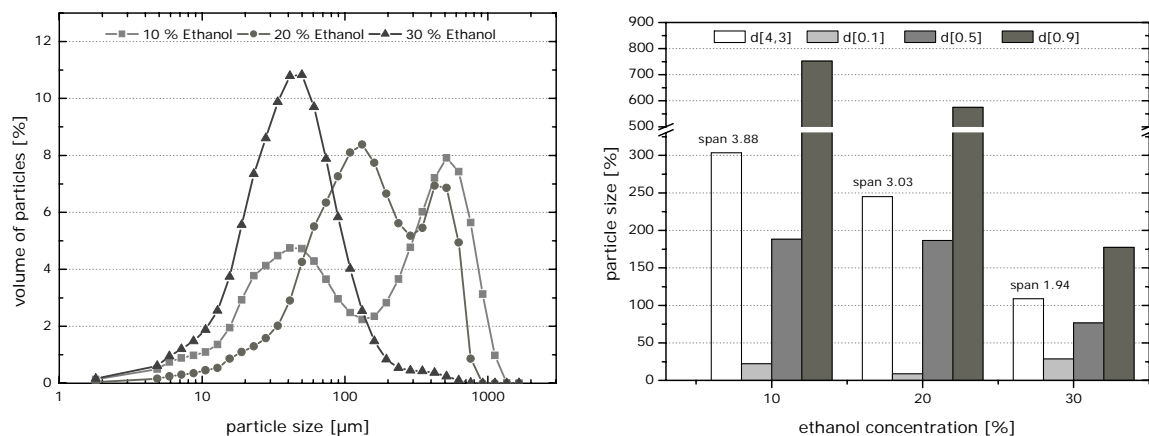 10 % Ethanol 20 % Ethanol 30 % Ethanol
12
10
8
6
4
2
0
volume of particles [%]
1 10 100 1000
particle size [µm]
d[4,3] d[0.1] d[0.5] d[0.9]
900
800
700
600
500
300
250
200
150
100
50
0
particle size [%]
span 3.88
span 3.03
span 1.94
10 20 30
ethanol concentration [%]